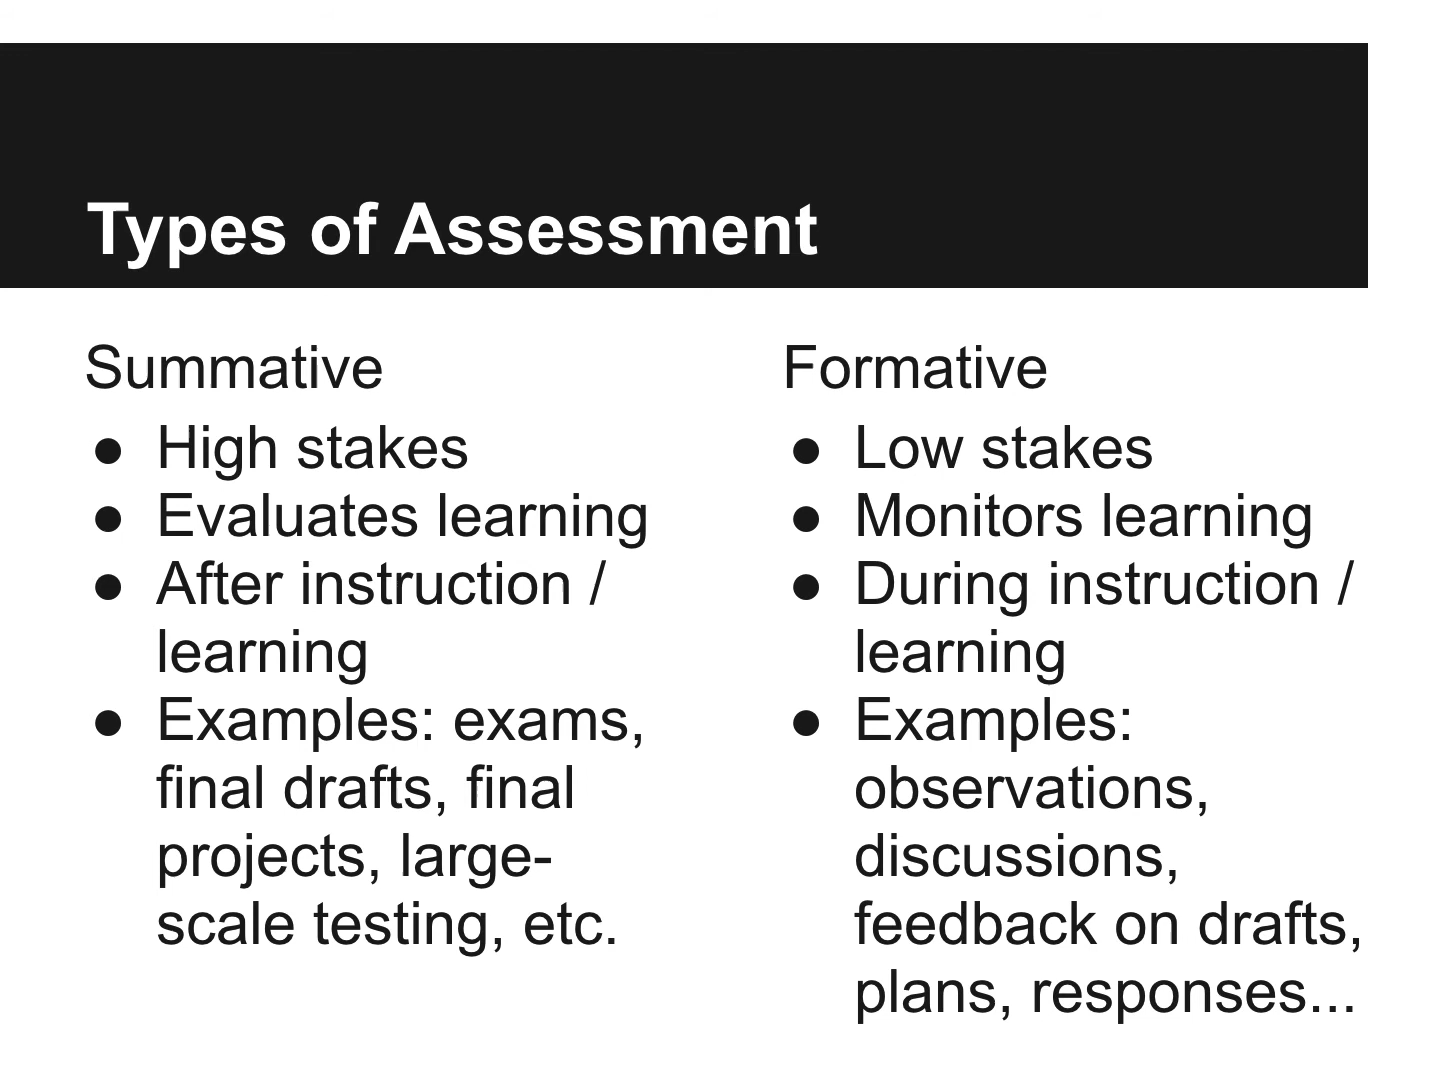 Types of Assessment
Summative
● High stakes
● Evaluates learning
● After instruction /
learning
● Examples: exams,
final drafts, final
projects, large-
scale testing, etc.
Formative
● Low stakes
● Monitors learning
● During instruction /
learning
● Examples:
observations,
discussions,
feedback on drafts,
plans, responses...